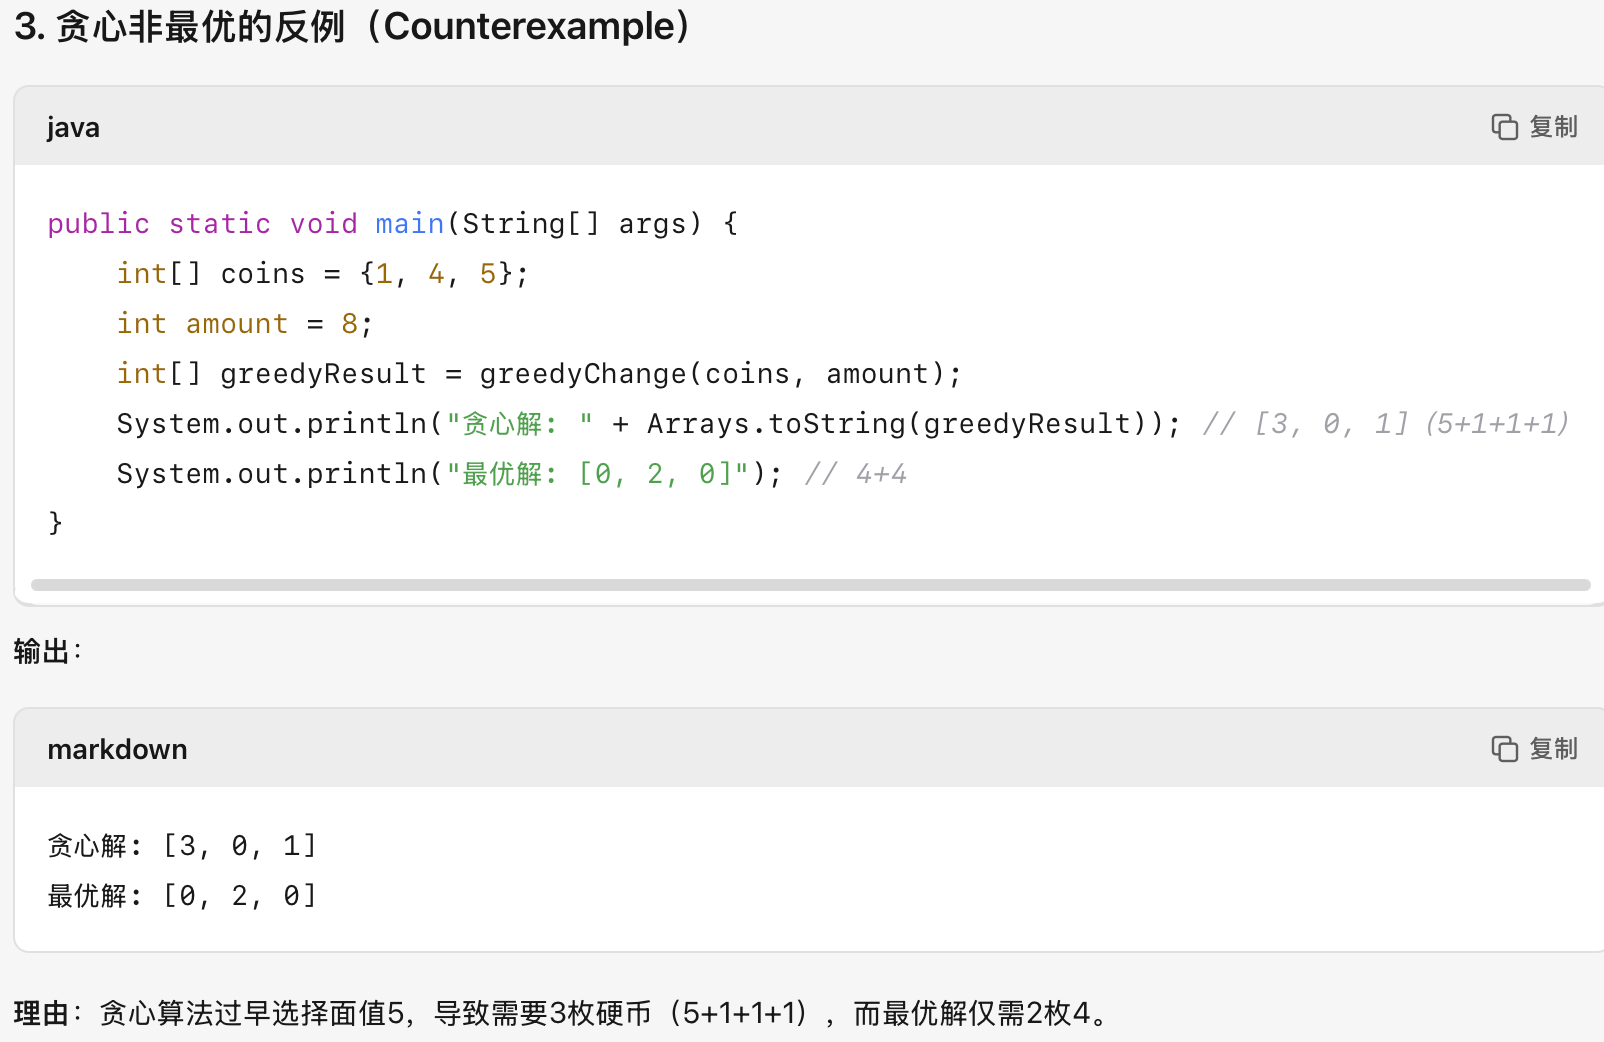 3. 贪心非最优的反例（Counterexample）
java
复制
public static void main(String[] args) {
    int[] coins = {1, 4, 5};
    int amount = 8;
    int[] greedyResult = greedyChange(coins, amount);
    System.out.println("贪心解: " + Arrays.toString(greedyResult)); // [3, 0, 1]（5+1+1+1）
    System.out.println("最优解: [0, 2, 0]"); // 4+4
}
输出：
markdown
复制
贪心解: [3, 0, 1]
最优解: [0, 2, 0]
理由：贪心算法过早选择面值5，导致需要3枚硬币（5+1+1+1），而最优解仅需2枚4。